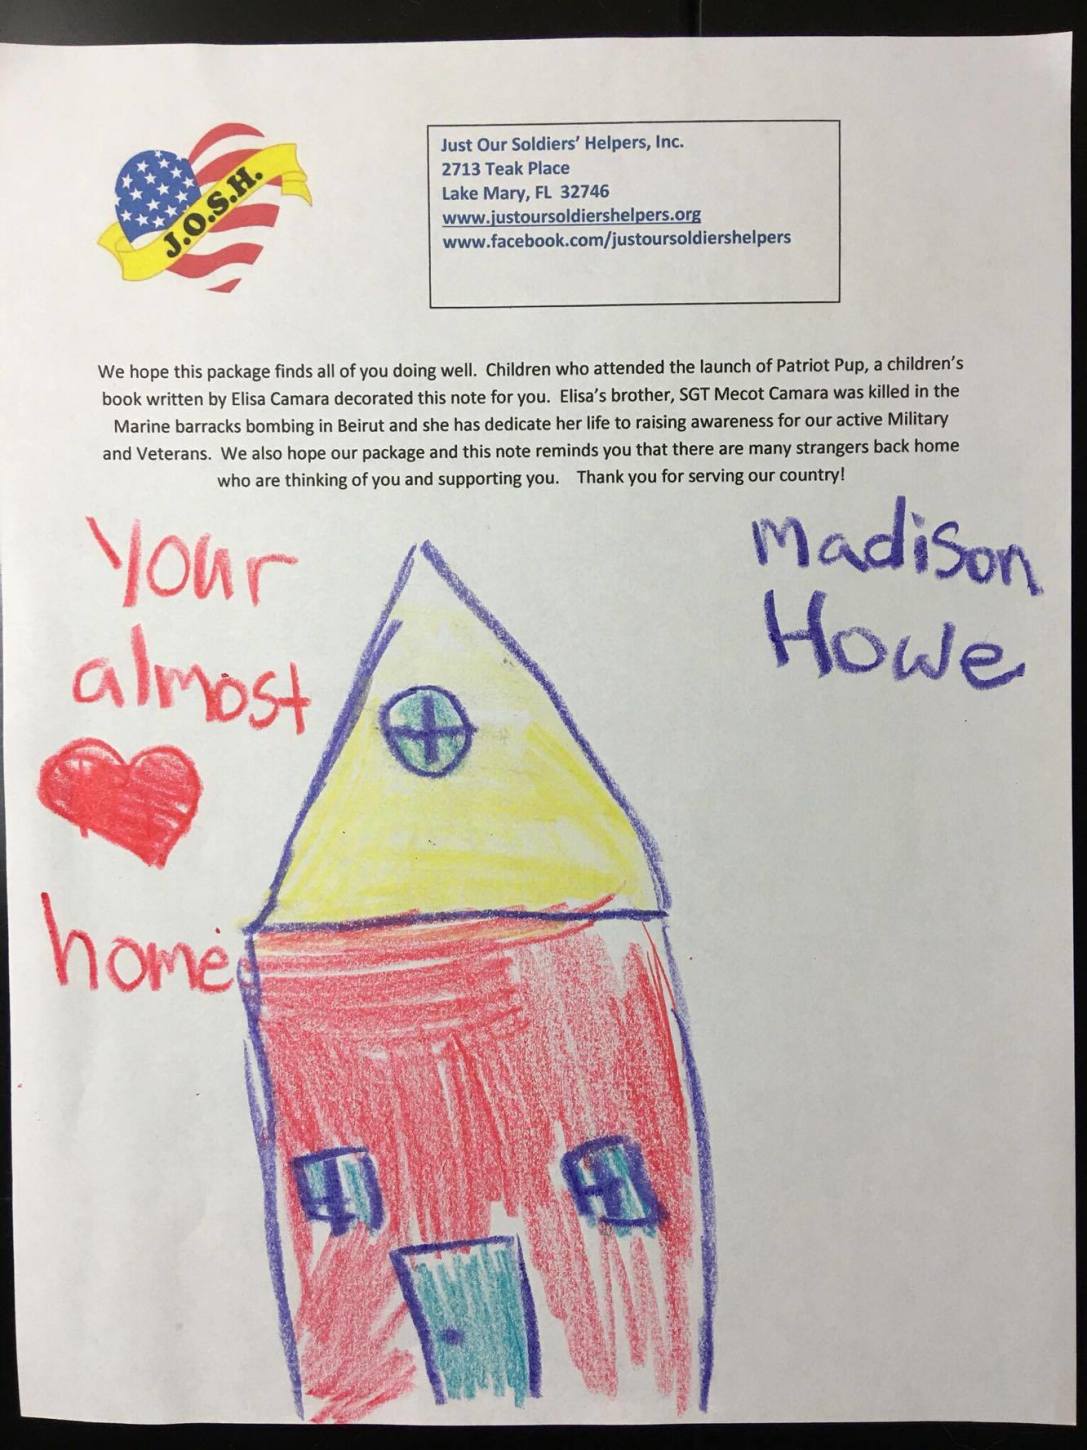 J.O.S.H.
Just Our Soldiers' Helpers, Inc.
2713 Teak Place
Lake Mary, FL 32746
www.justoursoldiershelpers.org
www.facebook.com/justoursoldiershelpers
We hope this package finds all of you doing well. Children who attended the launch of Patriot Pup, a children's
book written by Elisa Camara decorated this note for you. Elisa's brother, SGT Mecot Camara was killed in the
Marine barracks bombing in Beirut and she has dedicate her life to raising awareness for our active Military
and Veterans. We also hope our package and this note reminds you that there are many strangers back home
who are thinking of you and supporting you. Thank you for serving our country!
Your
almost
home
Madison
Howe